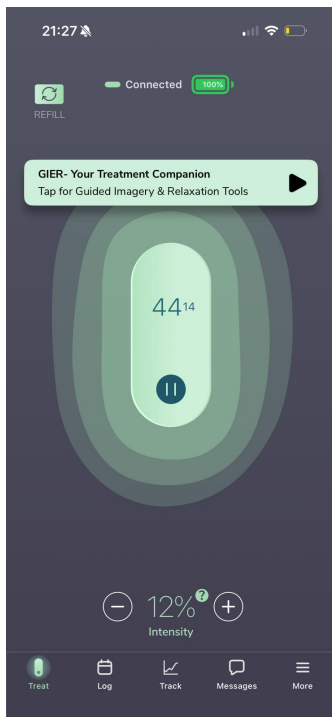 21:27
Connected
100%
REFILL
GIER- Your Treatment Companion
Tap for Guided Imagery & Relaxation Tools
44 14
12% ?
Intensity
Treat
Log
Track
Messages
More